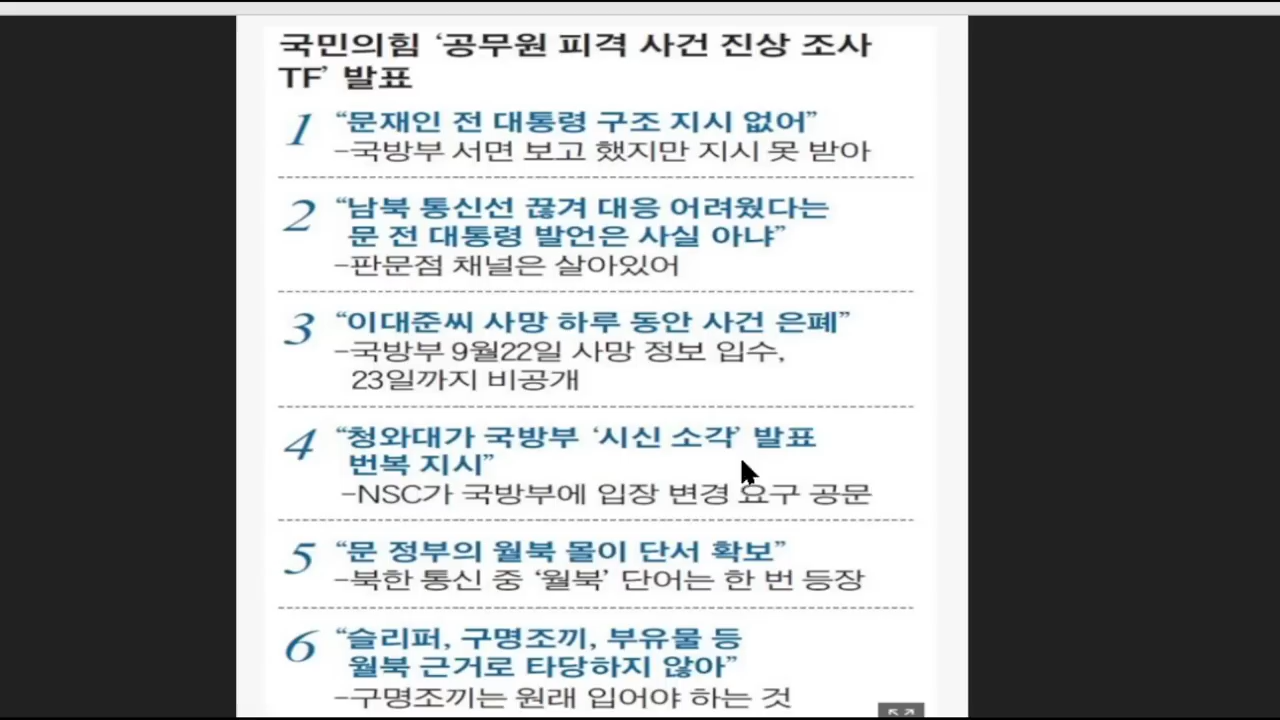 국민의힘 ‘공무원 피격 사건 진상 조사
TF’ 발표
1 “문재인 전 대통령 구조 지시 없어”
-국방부 서면 보고 했지만 지시 못 받아
2 “남북 통신선 끊겨 대응 어려웠다는
문 전 대통령 발언은 사실 아냐”
-판문점 채널은 살아있어
3 “이대준씨 사망 하루 동안 사건 은폐”
-국방부 9월22일 사망 정보 입수,
23일까지 비공개
4 “청와대가 국방부 ‘시신 소각’ 발표
번복 지시”
-NSC가 국방부에 입장 변경 요구 공문
5 “문 정부의 월북 몰이 단서 확보”
-북한 통신 중 ‘월북’ 단어는 한 번 등장
6 “슬리퍼, 구명조끼, 부유물 등
월북 근거로 타당하지 않아”
-구명조끼는 원래 입어야 하는 것